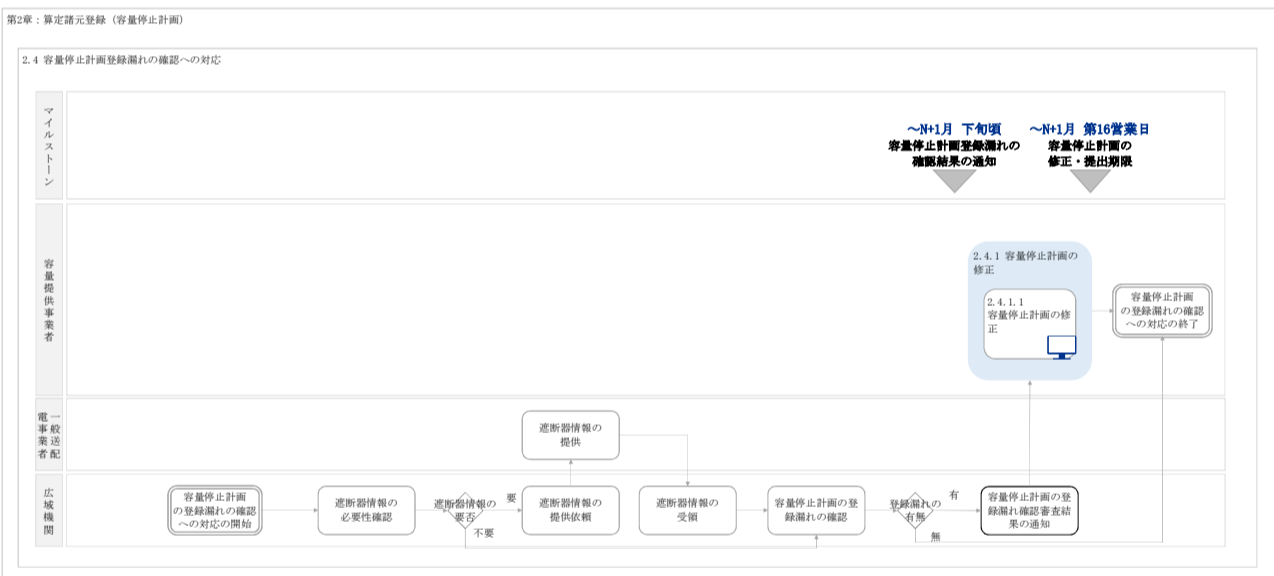 第2章：算定諸元登録（容量停止計画）
2.4 容量停止計画登録漏れの確認への対応
マイルストーン
～N+1月 下旬頃
容量停止計画登録漏れの
確認結果の通知
～N+1月 第16営業日
容量停止計画の
修正・提出期限
容量提供事業者
2.4.1 容量停止計画の
修正
2.4.1.1
容量停止計画の修
正
容量停止計画
の登録漏れの確認
への対応の終了
一般送配
電事業者
遮断器情報の
提供
広域機関
容量停止計画
の登録漏れの確認
への対応の開始
遮断器情報の
必要性確認
遮断器情報の
要否
要
不要
遮断器情報の
提供依頼
遮断器情報の
受領
容量停止計画の登
録漏れの確認
登録漏れの
有無
有
無
容量停止計画の登
録漏れ確認審査結
果の通知